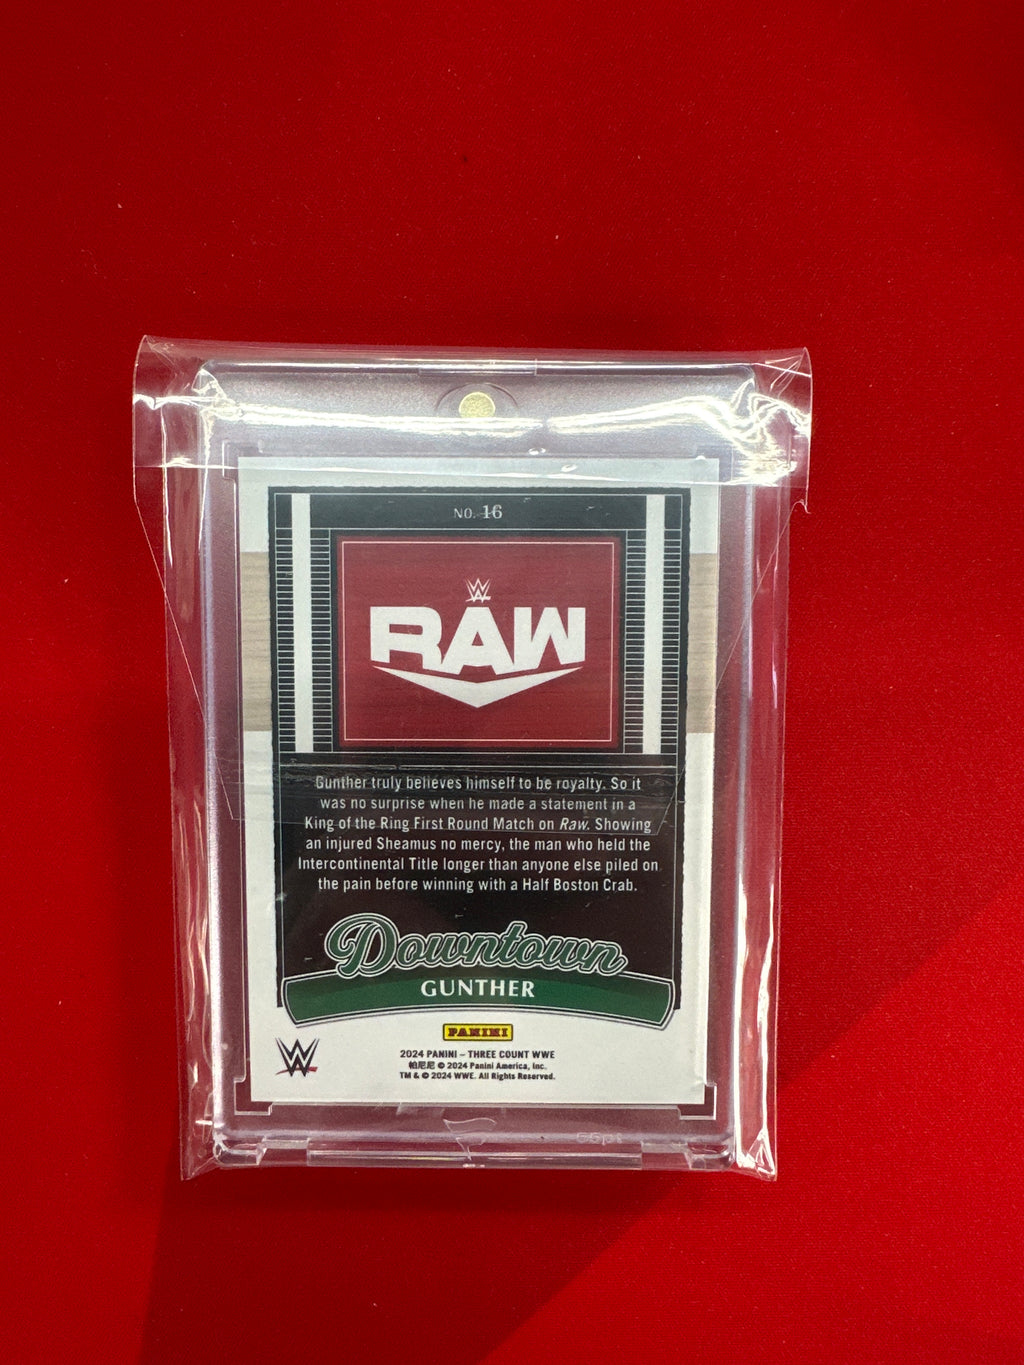 NO. 16
W
RAW
Gunther truly believes himself to be royalty. So it
was no surprise when he made a statement in a
King of the Ring First Round Match on Raw. Showing
an injured Sheamus no mercy, the man who held the
Intercontinental Title longer than anyone else piled on
the pain before winning with a Half Boston Crab.
Downtown
GUNTHER
PANINI
W
2024 PANINI – THREE COUNT WWE
帕尼尼 © 2024 Panini America, Inc.
TM & © 2024 WWE. All Rights Reserved.